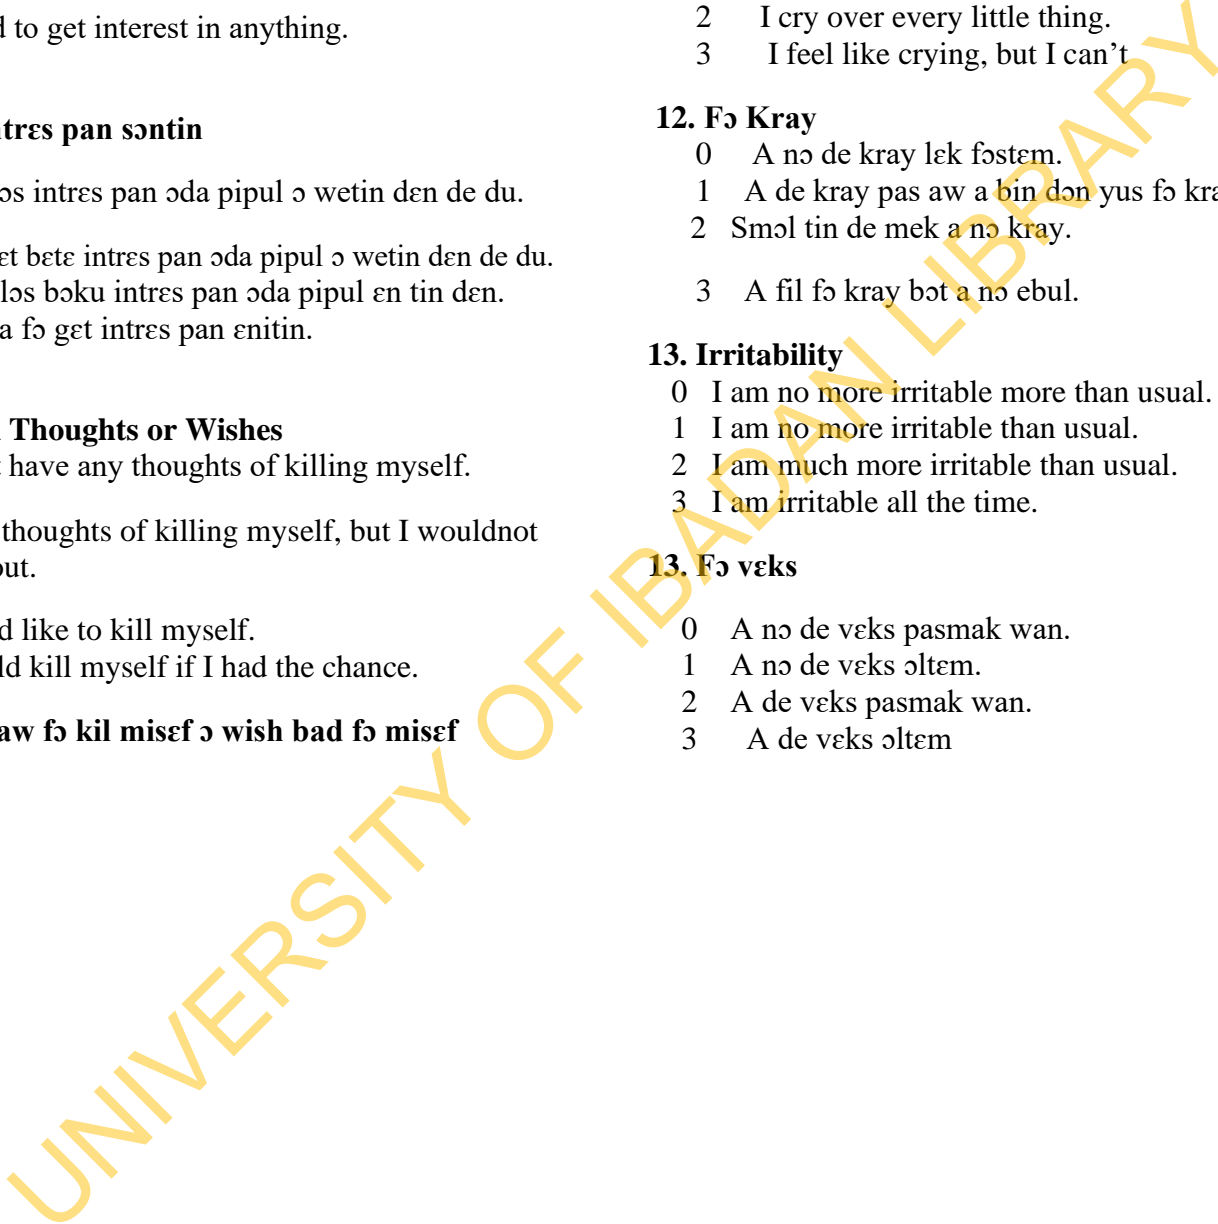 to get interest in anything.
pan sɔntin
intrɛs pan ɔda pipul ɔ wetin dɛn de du.
bɛtɛ intrɛs pan ɔda pipul ɔ wetin dɛn de du.
lɔs bɔku intrɛs pan ɔda pipul ɛn tin dɛn.
fɔ gɛt intrɛs pan ɛnitin.
Thoughts or Wishes
have any thoughts of killing myself.
thoughts of killing myself, but I wouldnot
like to kill myself.
kill myself if I had the chance.
fɔ kil misɛf ɔ wish bad fɔ misɛf
2 I cry over every little thing.
3 I feel like crying, but I can’t
12. Fɔ Kray
0 A nɔ de kray lɛk fɔstɛm.
1 A de kray pas aw a bin dɔn yus fɔ
2 Smɔl tin de mek a nɔ kray.
3 A fil fɔ kray bɔt a nɔ ebul.
13. Irritability
0 I am no more irritable more than usual.
1 I am no more irritable than usual.
2 I am much more irritable than usual.
3 I am irritable all the time.
13. Fɔ vɛks
0 A nɔ de vɛks pasmak wan.
1 A nɔ de vɛks ɔltɛm.
2 A de vɛks pasmak wan.
3 A de vɛks ɔltɛm
UNIVERSITY OF IBADAN LIBRARY